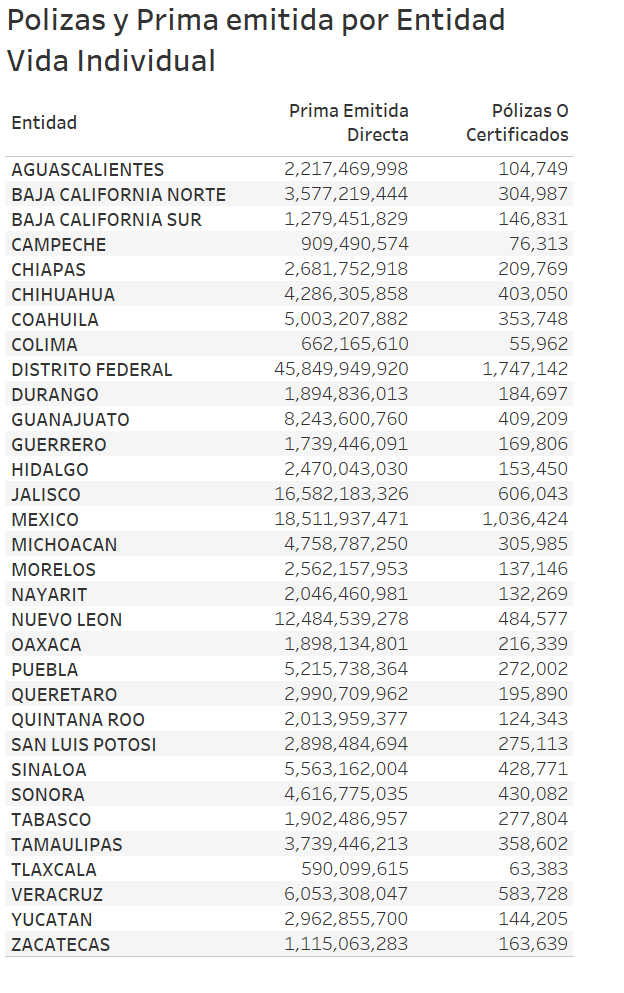 Polizas y Prima emitida por Entidad
Vida Individual
Entidad Prima Emitida Directa Pólizas O Certificados
AGUASCALIENTES 2,217,469,998 104,749
BAJA CALIFORNIA NORTE 3,577,219,444 304,987
BAJA CALIFORNIA SUR 1,279,451,829 146,831
CAMPECHE 909,490,574 76,313
CHIAPAS 2,681,752,918 209,769
CHIHUAHUA 4,286,305,858 403,050
COAHUILA 5,003,207,882 353,748
COLIMA 662,165,610 55,962
DISTRITO FEDERAL 45,849,949,920 1,747,142
DURANGO 1,894,836,013 184,697
GUANAJUATO 8,243,600,760 409,209
GUERRERO 1,739,446,091 169,806
HIDALGO 2,470,043,030 153,450
JALISCO 16,582,183,326 606,043
MEXICO 18,511,937,471 1,036,424
MICHOACAN 4,758,787,250 305,985
MORELOS 2,562,157,953 137,146
NAYARIT 2,046,460,981 132,269
NUEVO LEON 12,484,539,278 484,577
OAXACA 1,898,134,801 216,339
PUEBLA 5,215,738,364 272,002
QUERETARO 2,990,709,962 195,890
QUINTANA ROO 2,013,959,377 124,343
SAN LUIS POTOSI 2,898,484,694 275,113
SINALOA 5,563,162,004 428,771
SONORA 4,616,775,035 430,082
TABASCO 1,902,486,957 277,804
TAMAULIPAS 3,739,446,213 358,602
TLAXCALA 590,099,615 63,383
VERACRUZ 6,053,308,047 583,728
YUCATAN 2,962,855,700 144,205
ZACATECAS 1,115,063,283 163,639